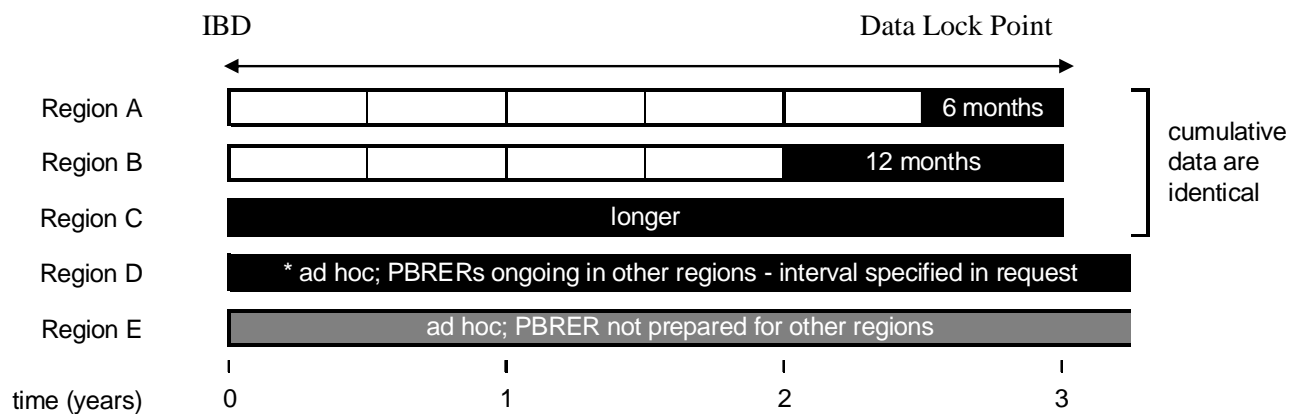 IBD Data Lock Point
Region A 6 months
Region B 12 months
Region C longer
cumulative
data are
identical
Region D * ad hoc; PBRERs ongoing in other regions - interval specified in request
Region E ad hoc; PBRER not prepared for other regions
time (years) 0 1 2 3